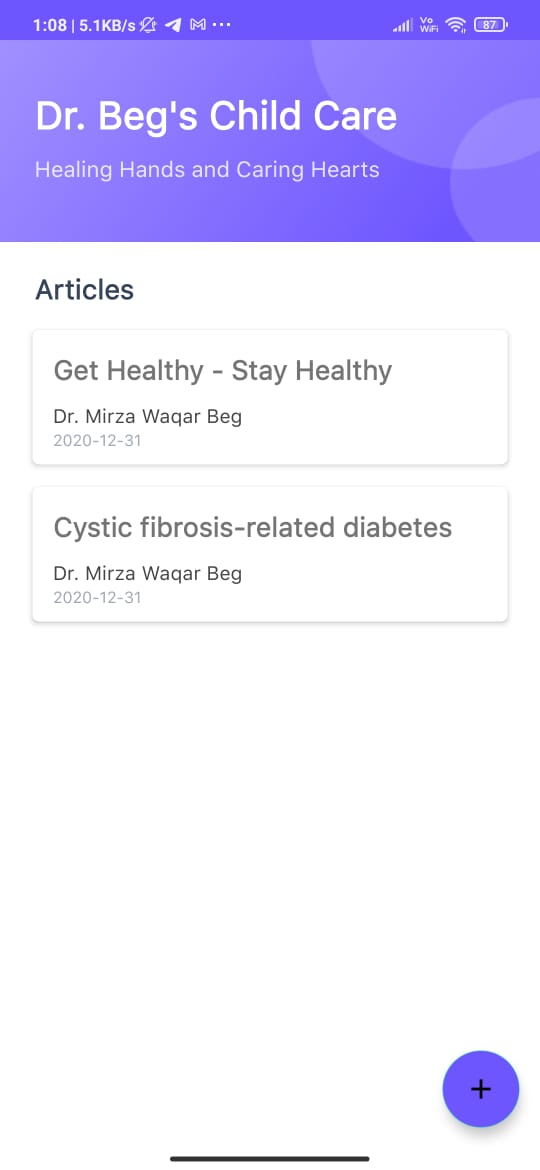 1:08 | 5.1KB/s
Vo
WiFi
87
Dr. Beg's Child Care
Healing Hands and Caring Hearts
Articles
Get Healthy - Stay Healthy
Dr. Mirza Waqar Beg
2020-12-31
Cystic fibrosis-related diabetes
Dr. Mirza Waqar Beg
2020-12-31
+